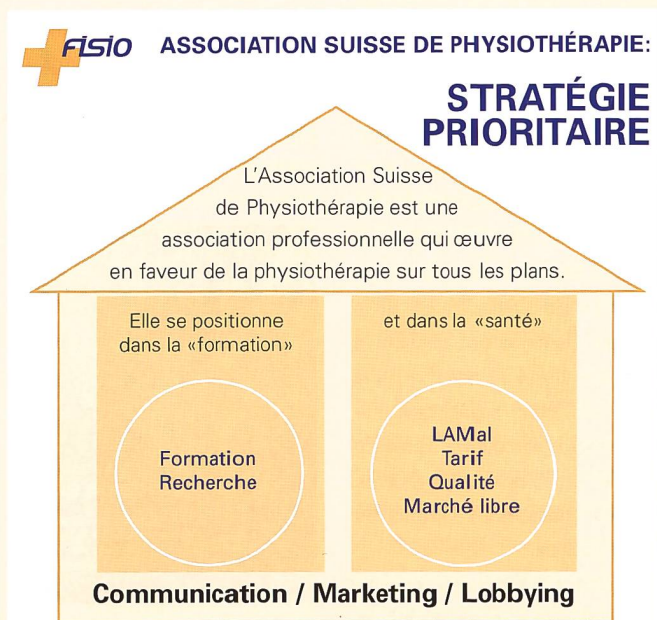 fisio ASSOCIATION SUISSE DE PHYSIOTHÉRAPIE:
STRATÉGIE
PRIORITAIRE
L'Association Suisse
de Physiothérapie est une
association professionnelle qui œuvre
en faveur de la physiothérapie sur tous les plans.
Elle se positionne
dans la «formation»
et dans la «santé»
Formation
Recherche
LAMal
Tarif
Qualité
Marché libre
Communication / Marketing / Lobbying